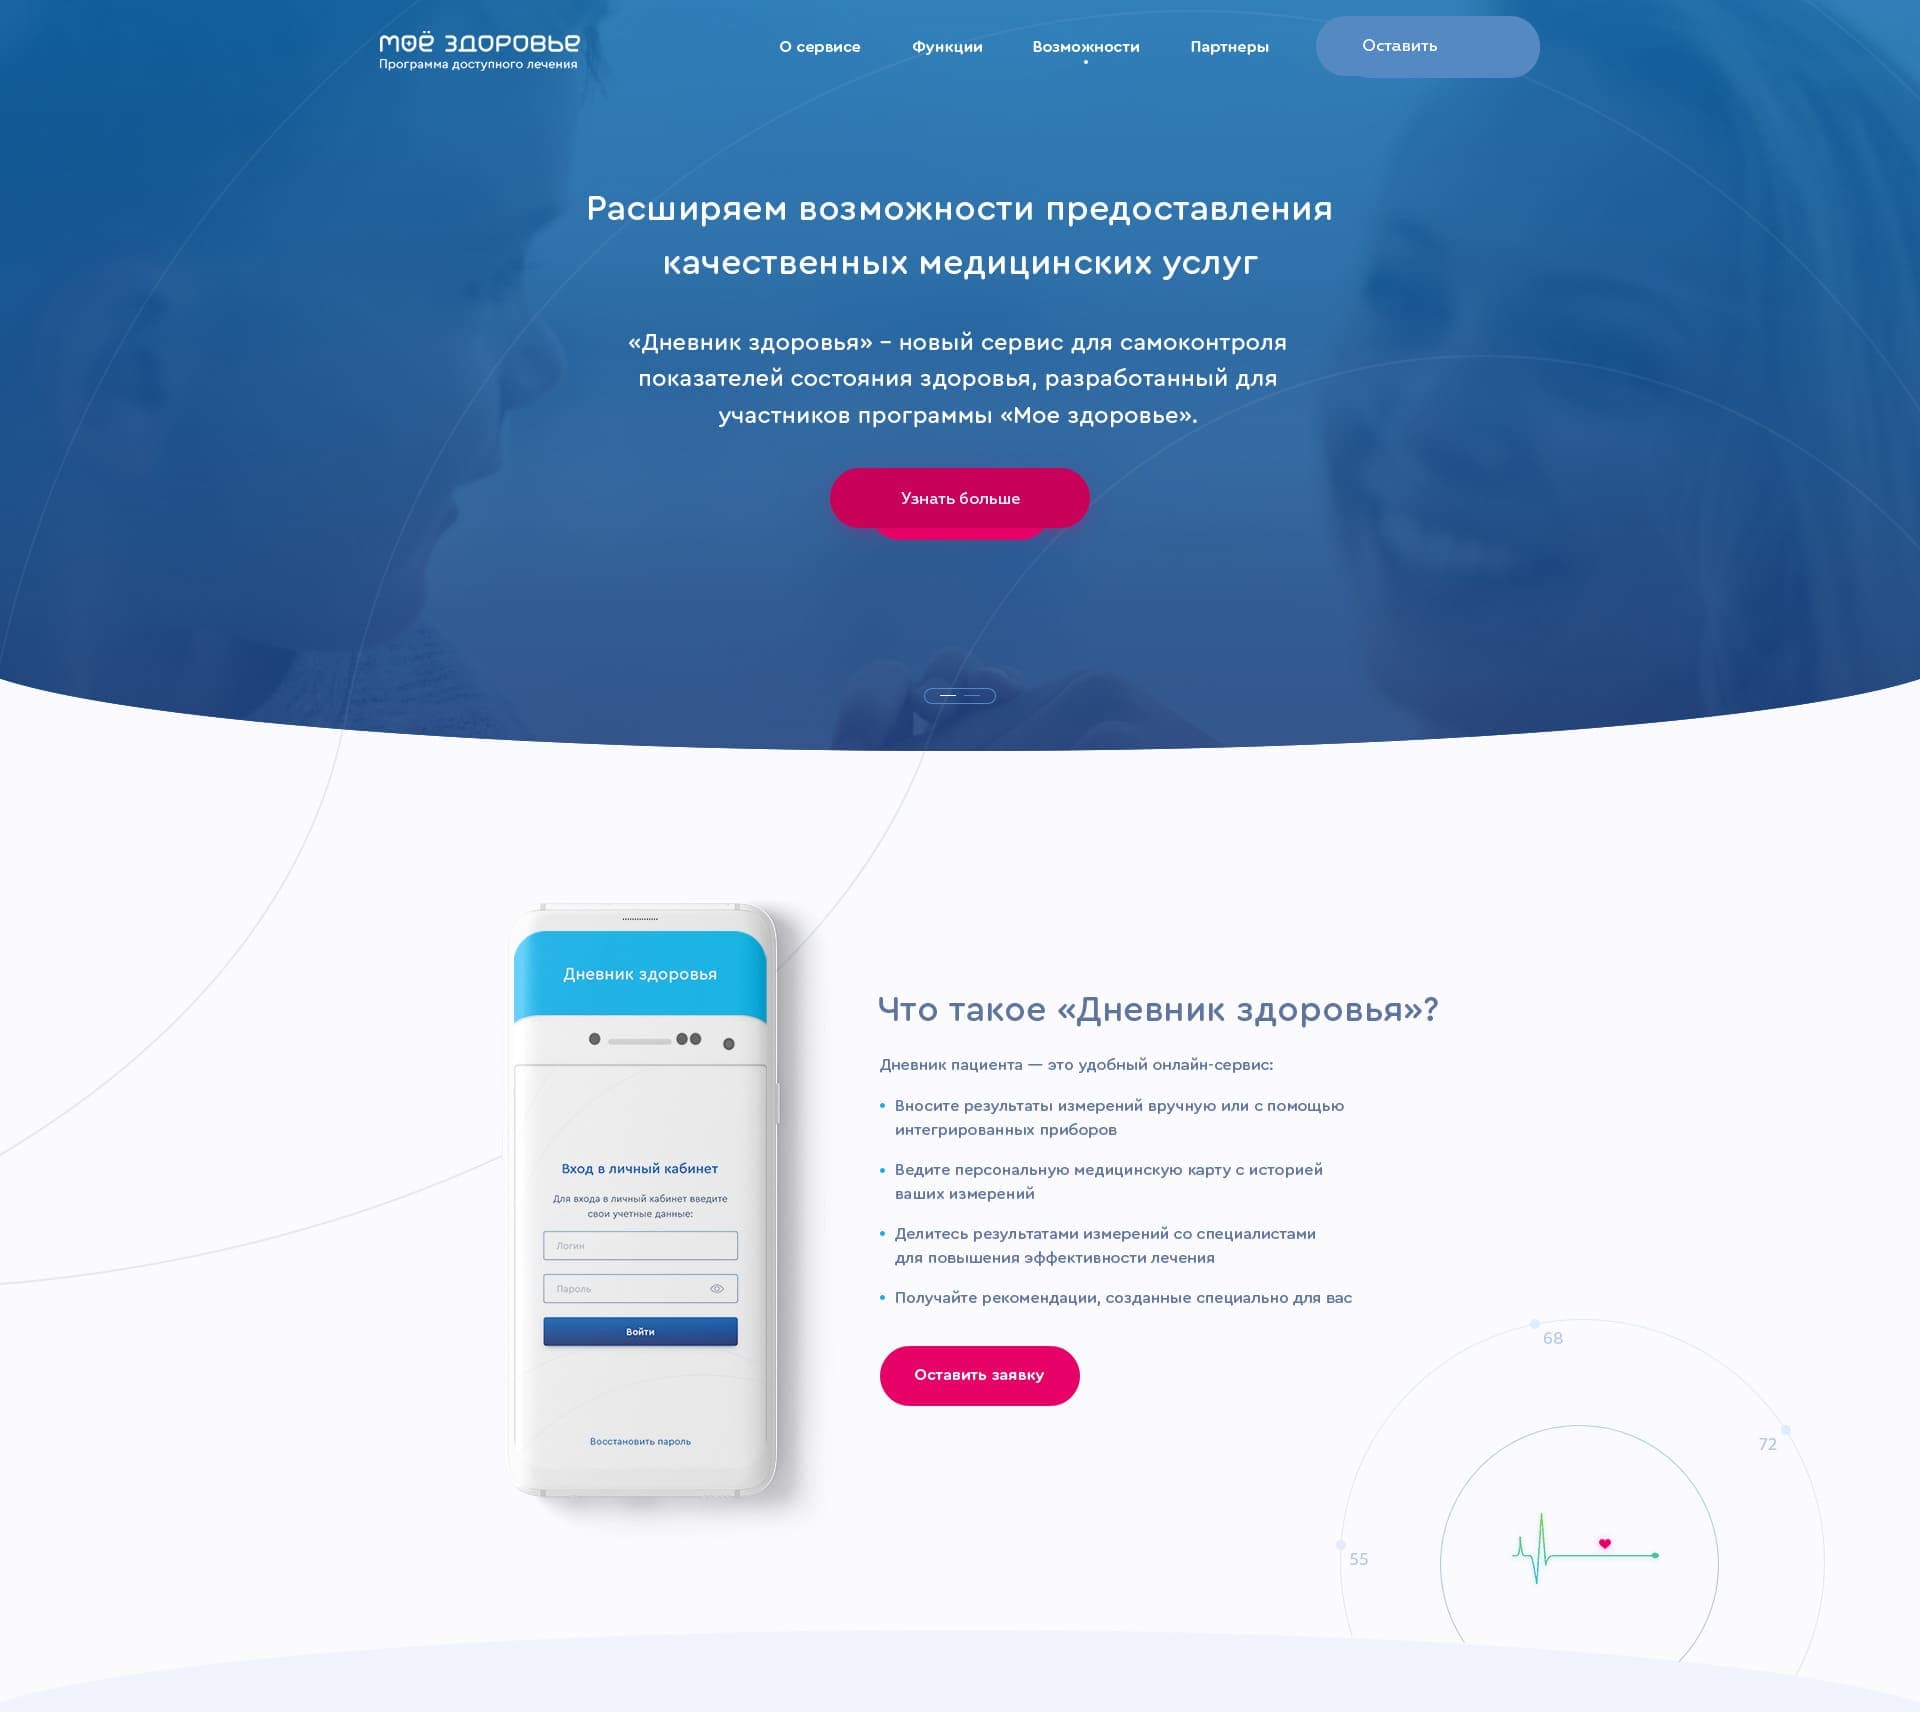 моё здоровье
Программа доступного лечения
О сервисе
Функции
Возможности
Партнеры
Оставить
Расширяем возможности предоставления
качественных медицинских услуг
«Дневник здоровья» – новый сервис для самоконтроля
показателей состояния здоровья, разработанный для
участников программы «Мое здоровье».
Узнать больше
Дневник здоровья
Вход в личный кабинет
Для входа в личный кабинет введите
свои учетные данные:
Логин
Пароль
Войти
Восстановить пароль
Что такое «Дневник здоровья»?
Дневник пациента — это удобный онлайн-сервис:
• Вносите результаты измерений вручную или с помощью
интегрированных приборов
• Ведите персональную медицинскую карту с историей
ваших измерений
• Делитесь результатами измерений со специалистами
для повышения эффективности лечения
• Получайте рекомендации, созданные специально для вас
Оставить заявку
68
72
55